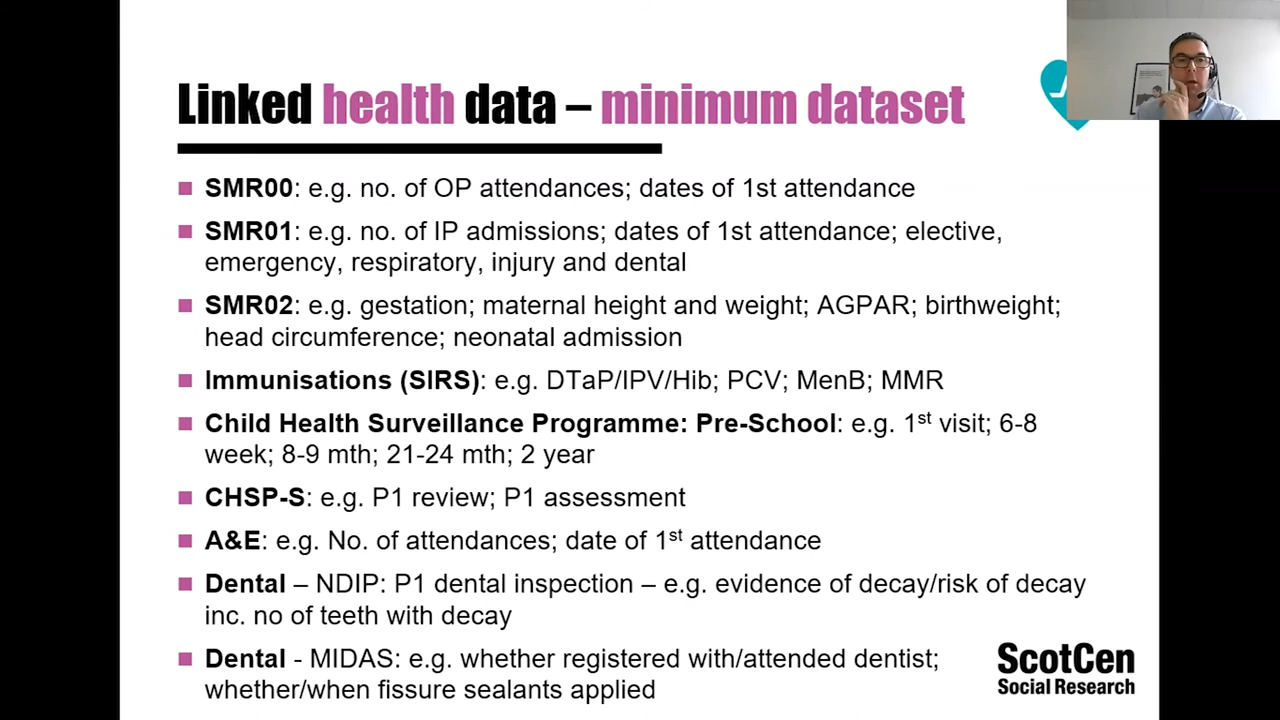 Linked health data – minimum dataset
■ SMR00: e.g. no. of OP attendances; dates of 1st attendance
■ SMR01: e.g. no. of IP admissions; dates of 1st attendance; elective,
emergency, respiratory, injury and dental
■ SMR02: e.g. gestation; maternal height and weight; AGPAR; birthweight;
head circumference; neonatal admission
■ Immunisations (SIRS): e.g. DTaP/IPV/Hib; PCV; MenB; MMR
■ Child Health Surveillance Programme: Pre-School: e.g. 1st visit; 6-8
week; 8-9 mth; 21-24 mth; 2 year
■ CHSP-S: e.g. P1 review; P1 assessment
■ A&E: e.g. No. of attendances; date of 1st attendance
■ Dental – NDIP: P1 dental inspection – e.g. evidence of decay/risk of decay
inc. no of teeth with decay
■ Dental - MIDAS: e.g. whether registered with/attended dentist;
whether/when fissure sealants applied
ScotCen
Social Research